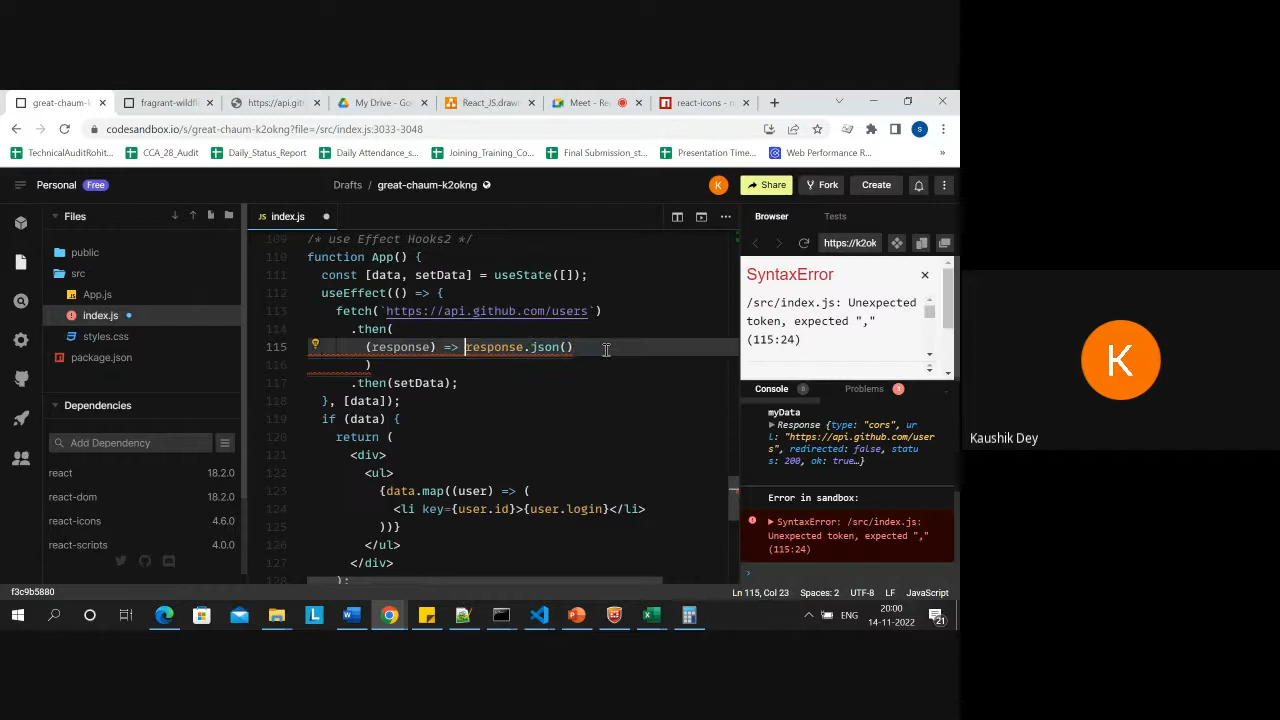 great-chaum-k
fragrant-wildfl
https://api.git
My Drive - Go
React_JS.draw
Meet - Re
react-icons - n
codesandbox.io/s/great-chaum-k2okng?file=/src/index.js:3033-3048
TechnicalAuditRohit...
CCA_28_Audit
Daily_Status_Report
Daily Attendance_s...
Joining_Training_Co...
Final Submission_st...
Presentation Time...
Web Performance R...
»
Personal Free
Drafts / great-chaum-k2okng
K
Share
Fork
Create
Files
JS index.js
Browser
Tests
https://k2ok
public
src
App.js
index.js
styles.css
package.json
Dependencies
Add Dependency
react 18.2.0
react-dom 18.2.0
react-icons 4.6.0
react-scripts 4.0.0
109 /* use Effect Hooks2 */
110 function App() {
111 const [data, setData] = useState([]);
112 useEffect(() => {
113 fetch(`https://api.github.com/users`)
114 .then(
115 (response) => response.json()
116 )
117 .then(setData);
118 }, [data]);
119 if (data) {
120 return (
121 <div>
122 <ul>
123 {data.map((user) => (
124 <li key={user.id}>{user.login}</li>
125 ))}
126 </ul>
127 </div>
128 );
SyntaxError
/src/index.js: Unexpected
token, expected ","
(115:24)
Console 0
Problems 1
myData
Response {type: "cors", ur
l: "https://api.github.com/user
s", redirected: false, statu
s: 200, ok: true…}
Error in sandbox:
SyntaxError: /src/index.js:
Unexpected token, expected ","
(115:24)
f3c9b5880
Ln 115, Col 23
Spaces: 2
UTF-8
LF
JavaScript
ENG
20:00
14-11-2022
21
K
Kaushik Dey